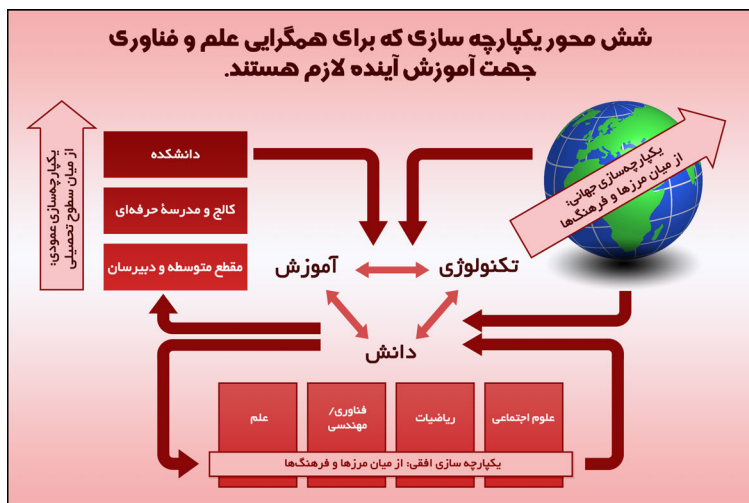 شش محور یکپارچه سازی که برای همگرایی علم و فناوری
جهت آموزش آینده لازم هستند.
یکپارچه‌سازی جهانی:
از میان مرزها و فرهنگ‌ها
یکپارچه‌سازی عمودی:
از میان سطوح تحصیلی
دانشکده
کالج و مدرسهٔ حرفه‌ای
مقطع متوسطه و دبیرسان
تکنولوژی
آموزش
دانش
علوم اجتماعی
ریاضیات
فناوری/
مهندسی
علم
یکپارچه سازی افقی: از میان مرزها و فرهنگ‌ها